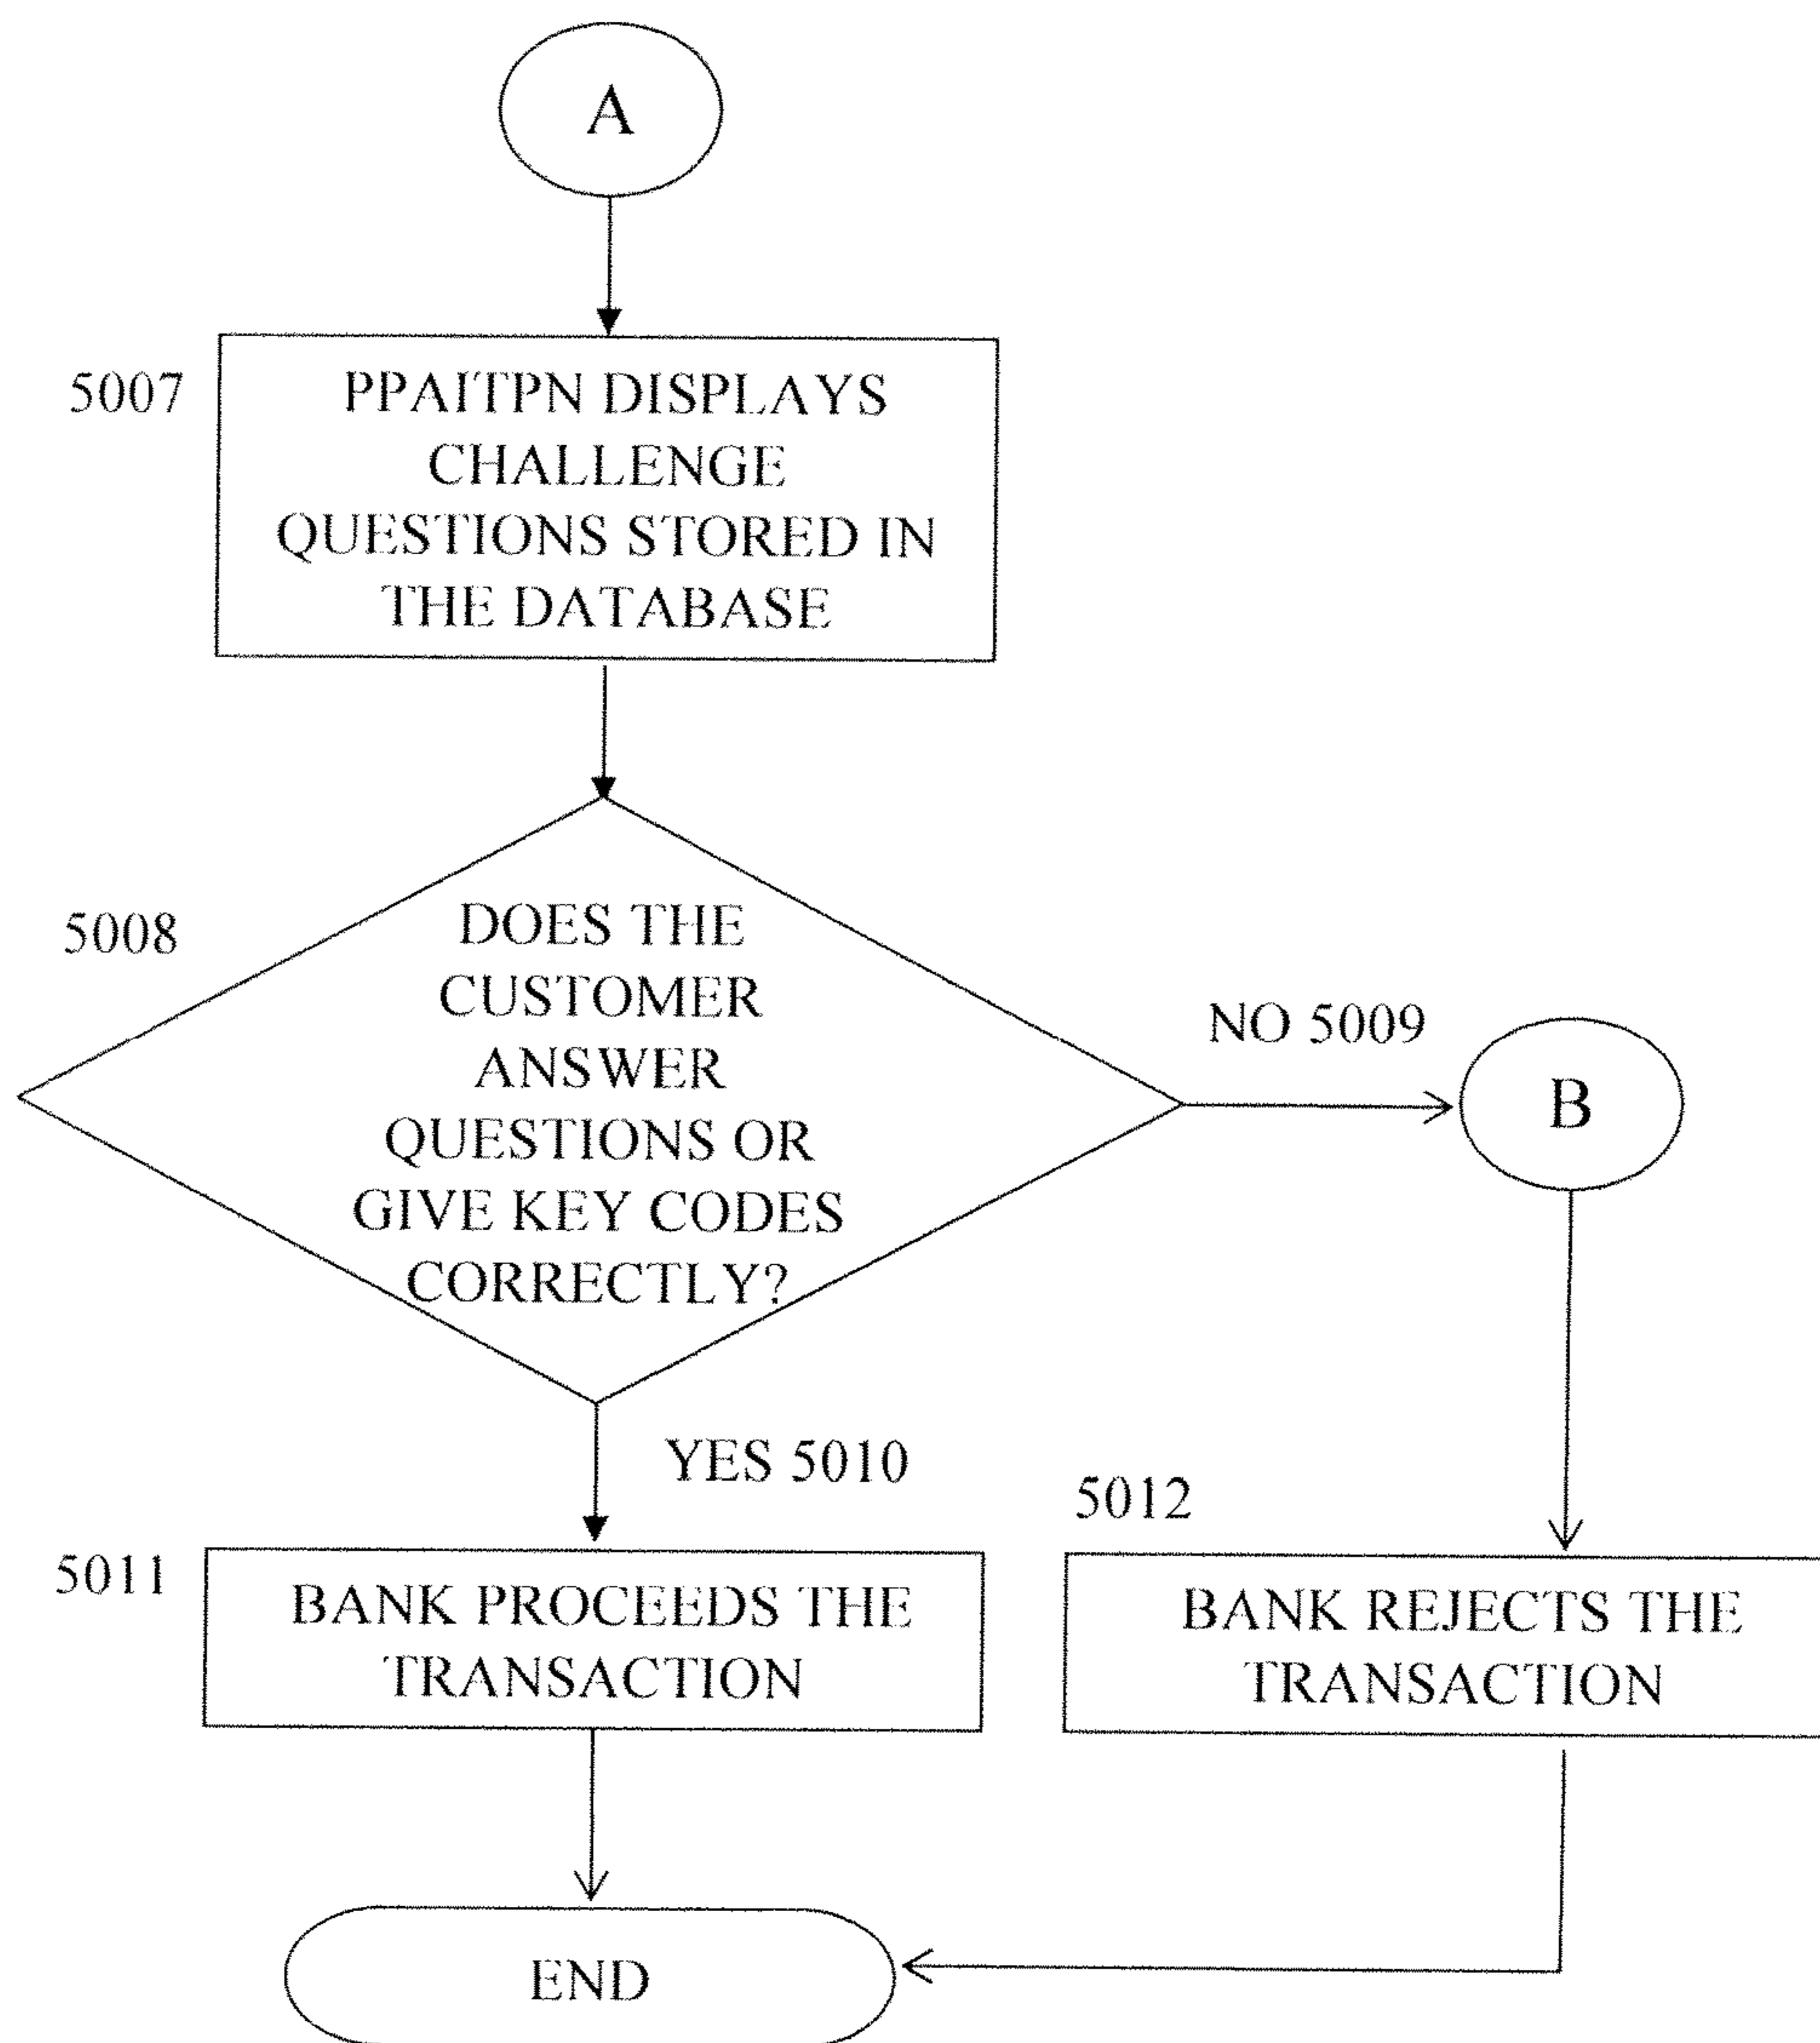 A
5007
PPAITPN DISPLAYS
CHALLENGE
QUESTIONS STORED IN
THE DATABASE
5008
DOES THE
CUSTOMER
ANSWER
QUESTIONS OR
GIVE KEY CODES
CORRECTLY?
NO 5009
B
YES 5010
5011
BANK PROCEEDS THE
TRANSACTION
5012
BANK REJECTS THE
TRANSACTION
END